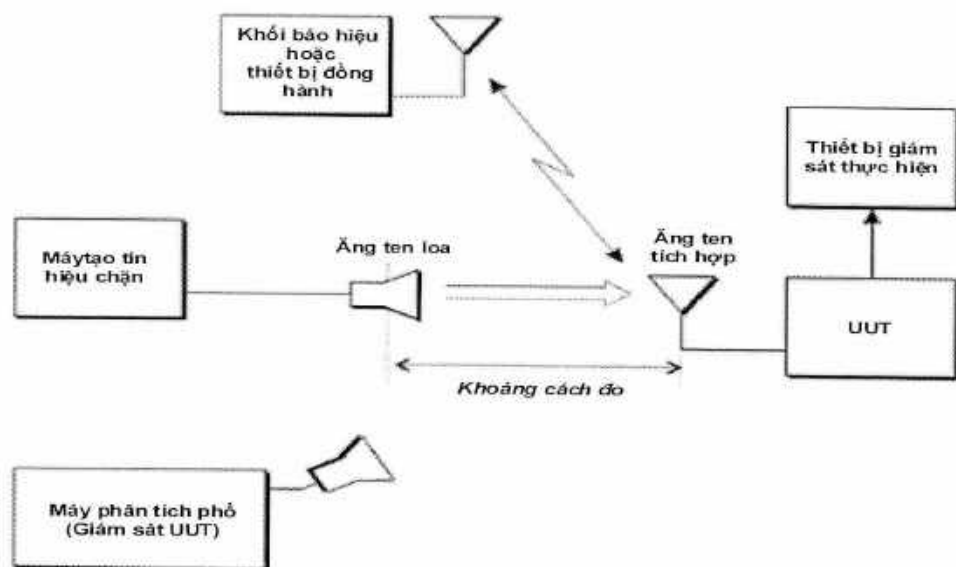 Khối báo hiệu
hoặc
thiết bị đồng
hành
Thiết bị giám
sát thực hiện
Máytạo tín
hiệu chặn
Ăng ten loa
Ăng ten
tích hợp
UUT
Khoảng cách đo
Máy phân tích phổ
(Giám sát UUT)